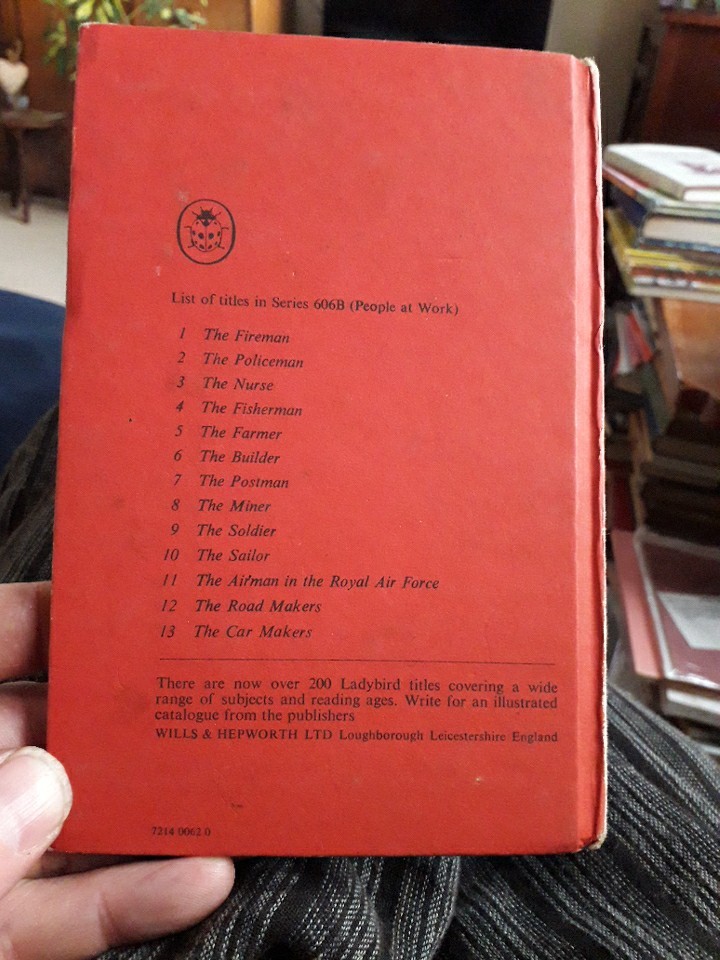 List of titles in Series 606B (People at Work)
1 The Fireman
2 The Policeman
3 The Nurse
4 The Fisherman
5 The Farmer
6 The Builder
7 The Postman
8 The Miner
9 The Soldier
10 The Sailor
11 The Airman in the Royal Air Force
12 The Road Makers
13 The Car Makers
There are now over 200 Ladybird titles covering a wide
range of subjects and reading ages. Write for an illustrated
catalogue from the publishers
WILLS & HEPWORTH LTD Loughborough Leicestershire England
7214 0062 0